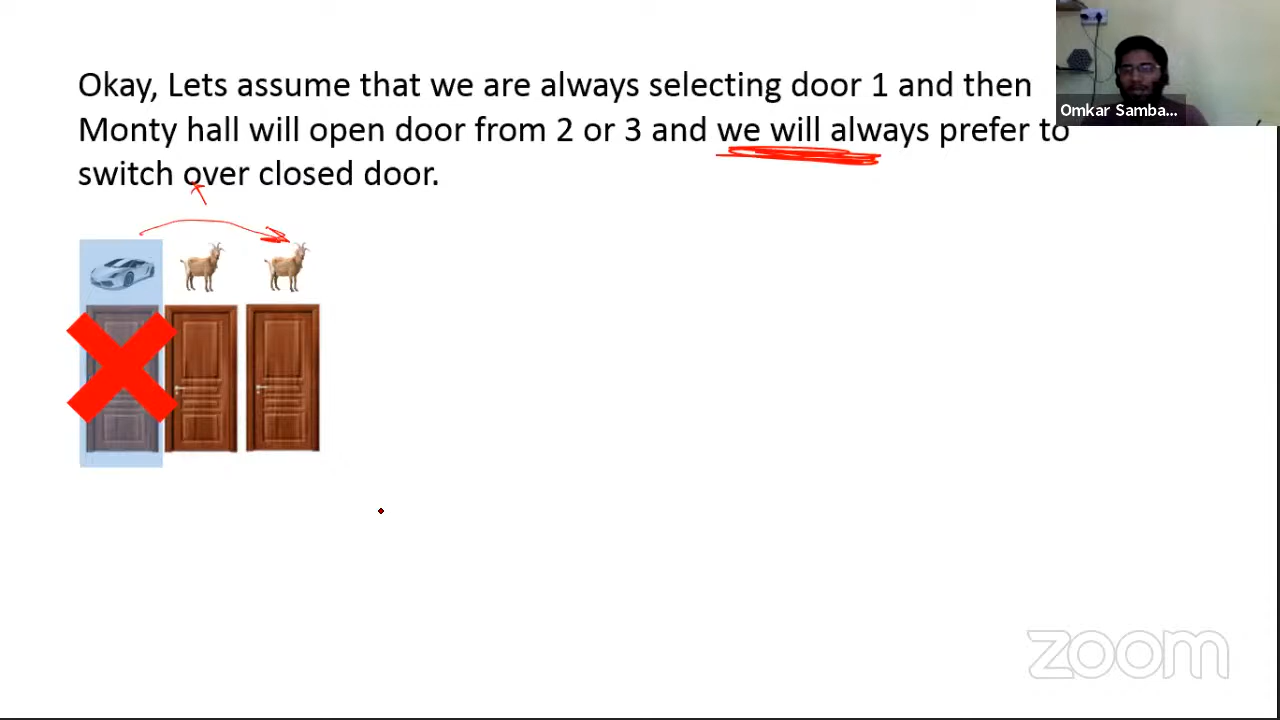 Okay, Lets assume that we are always selecting door 1 and then
Monty hall will open door from 2 or 3 and we will always prefer to
switch over closed door.
Omkar Samba...
zoom